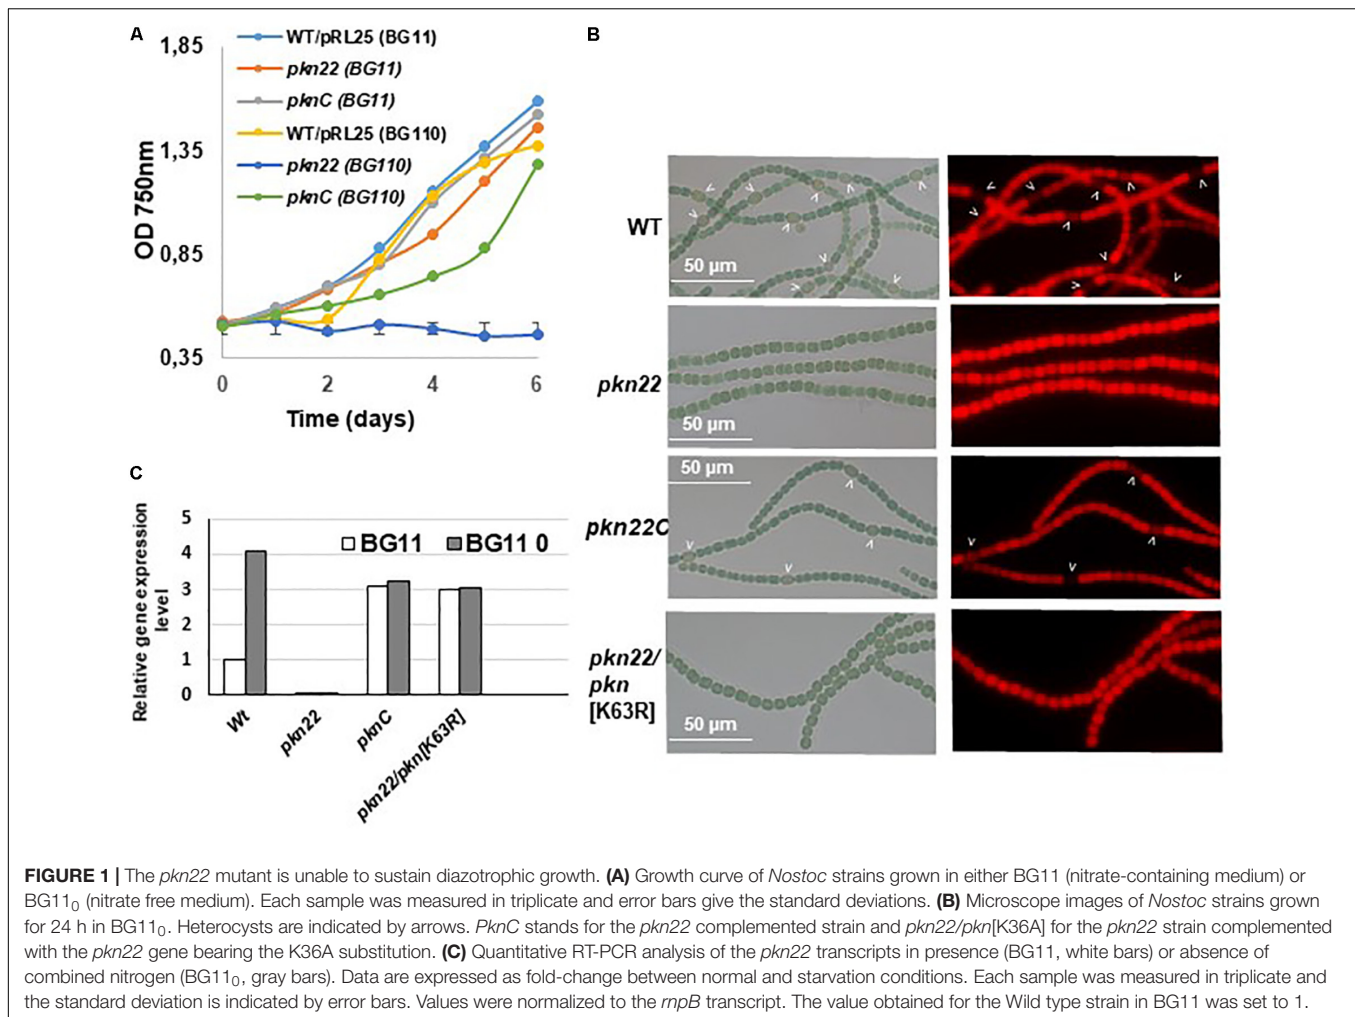 A
1,85
1,35
0,85
0,35
OD 750nm
WT/pRL25 (BG11)
pkn22 (BG11)
pknC (BG11)
WT/pRL25 (BG110)
pkn22 (BG110)
pknC (BG110)
0
2
4
6
Time (days)
B
WT
50 µm
pkn22
50 µm
pkn22C
50 µm
pkn22/
pkn
[K63R]
50 µm
C
Relative gene expression
level
5
4
3
2
1
0
BG11
BG11 0
Wt
pkn22
pknC
pkn22/pkn[K63R]
FIGURE 1 | The pkn22 mutant is unable to sustain diazotrophic growth. (A) Growth curve of Nostoc strains grown in either BG11 (nitrate-containing medium) or
BG11₀ (nitrate free medium). Each sample was measured in triplicate and error bars give the standard deviations. (B) Microscope images of Nostoc strains grown
for 24 h in BG11₀. Heterocysts are indicated by arrows. PknC stands for the pkn22 complemented strain and pkn22/pkn[K36A] for the pkn22 strain complemented
with the pkn22 gene bearing the K36A substitution. (C) Quantitative RT-PCR analysis of the pkn22 transcripts in presence (BG11, white bars) or absence of
combined nitrogen (BG11₀, gray bars). Data are expressed as fold-change between normal and starvation conditions. Each sample was measured in triplicate and
the standard deviation is indicated by error bars. Values were normalized to the rnpB transcript. The value obtained for the Wild type strain in BG11 was set to 1.